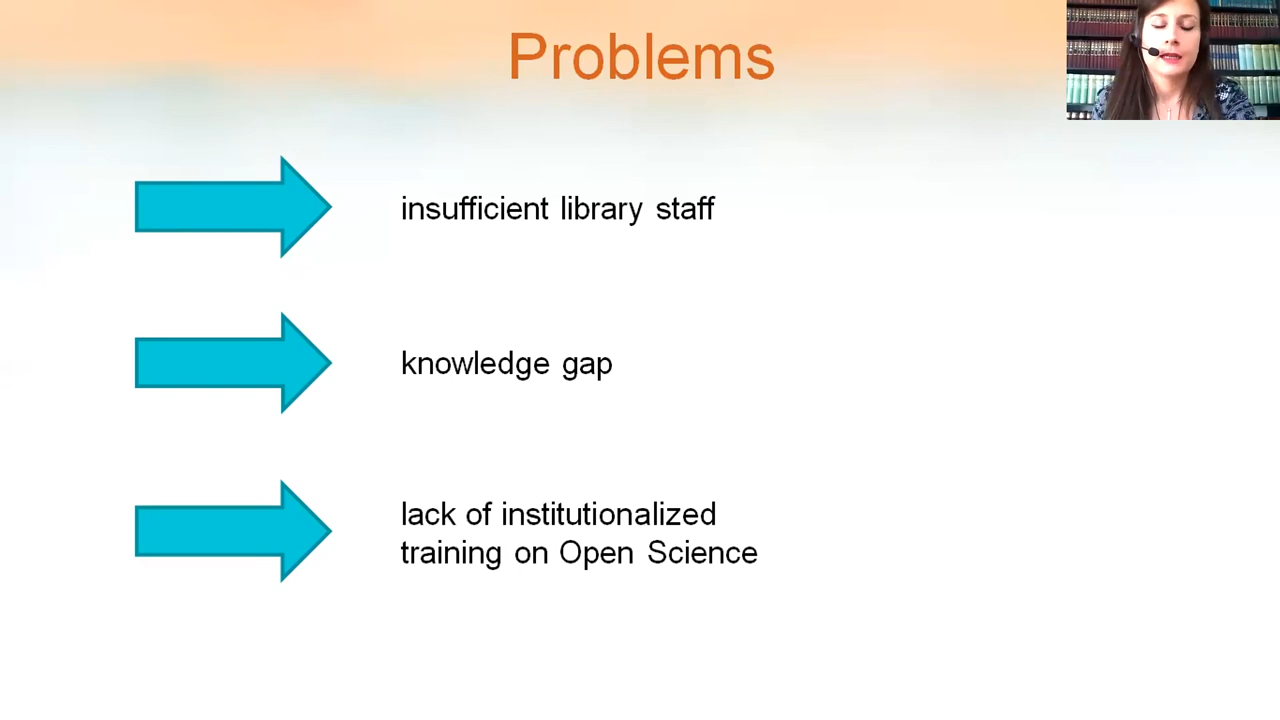 Problems
insufficient library staff
knowledge gap
lack of institutionalized
training on Open Science